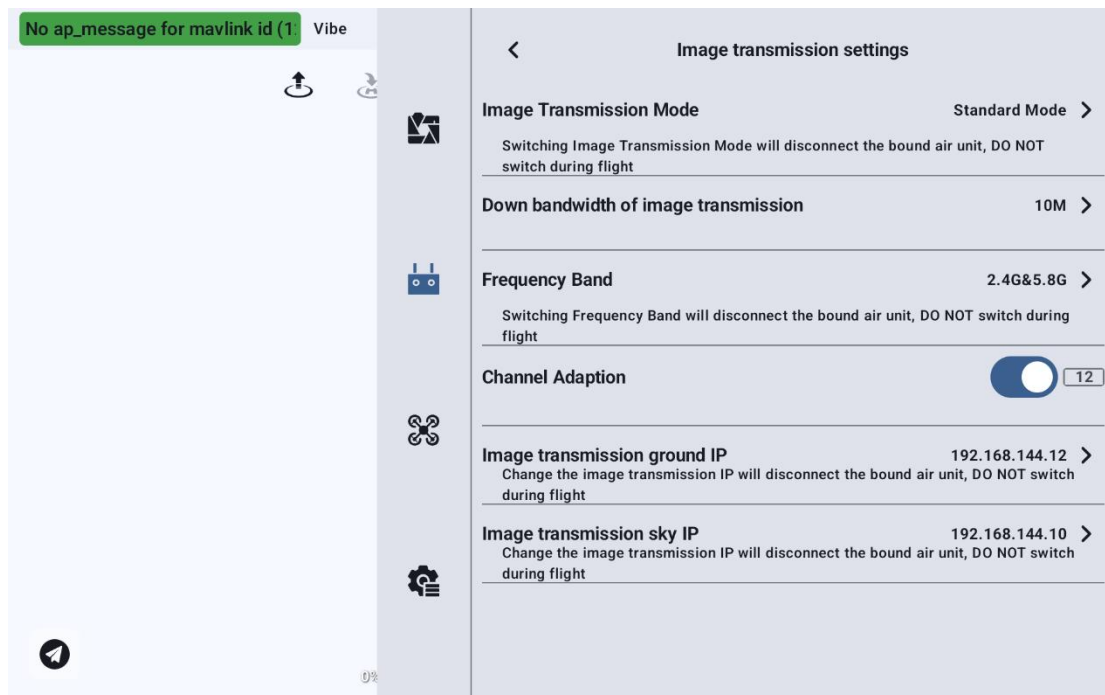 No ap_message for mavlink id (1
Vibe
Image transmission settings
Image Transmission Mode
Standard Mode
Switching Image Transmission Mode will disconnect the bound air unit, DO NOT
switch during flight
Down bandwidth of image transmission
10M
Frequency Band
2.4G&5.8G
Switching Frequency Band will disconnect the bound air unit, DO NOT switch during
flight
Channel Adaption
12
Image transmission ground IP
192.168.144.12
Change the image transmission IP will disconnect the bound air unit, DO NOT switch
during flight
Image transmission sky IP
192.168.144.10
Change the image transmission IP will disconnect the bound air unit, DO NOT switch
during flight
0%